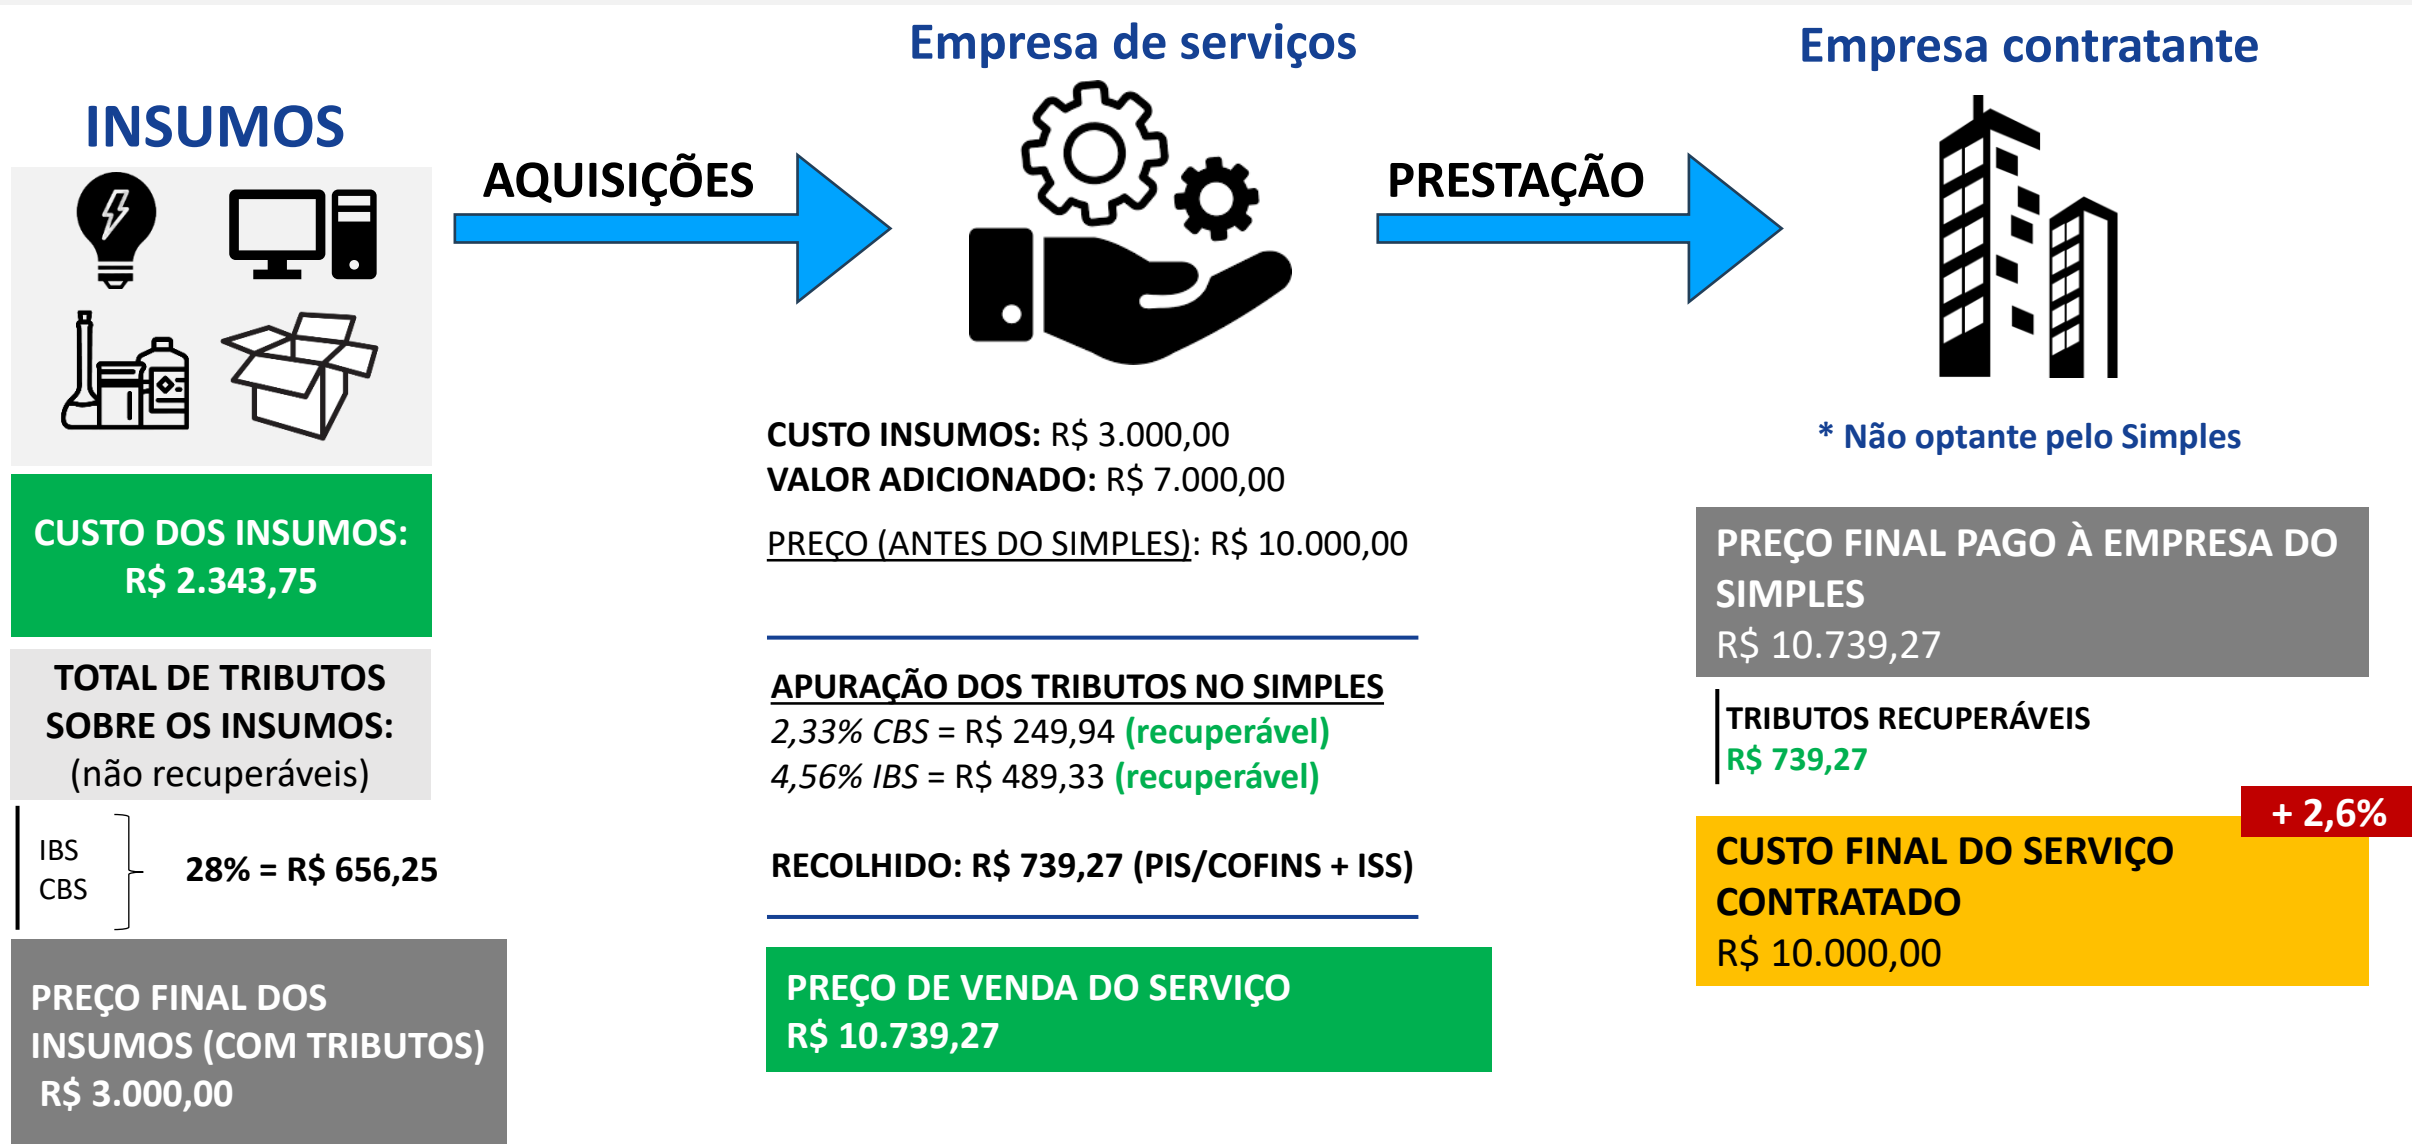 INSUMOS
CUSTO DOS INSUMOS:
R$ 2.343,75
TOTAL DE TRIBUTOS
SOBRE OS INSUMOS:
(não recuperáveis)
IBS
CBS
28% = R$ 656,25
PREÇO FINAL DOS
INSUMOS (COM TRIBUTOS)
R$ 3.000,00
AQUISIÇÕES
Empresa de serviços
CUSTO INSUMOS: R$ 3.000,00
VALOR ADICIONADO: R$ 7.000,00
PREÇO (ANTES DO SIMPLES): R$ 10.000,00
APURAÇÃO DOS TRIBUTOS NO SIMPLES
2,33% CBS = R$ 249,94 (recuperável)
4,56% IBS = R$ 489,33 (recuperável)
RECOLHIDO: R$ 739,27 (PIS/COFINS + ISS)
PREÇO DE VENDA DO SERVIÇO
R$ 10.739,27
PRESTAÇÃO
Empresa contratante
* Não optante pelo Simples
PREÇO FINAL PAGO À EMPRESA DO
SIMPLES
R$ 10.739,27
TRIBUTOS RECUPERÁVEIS
R$ 739,27
+ 2,6%
CUSTO FINAL DO SERVIÇO
CONTRATADO
R$ 10.000,00